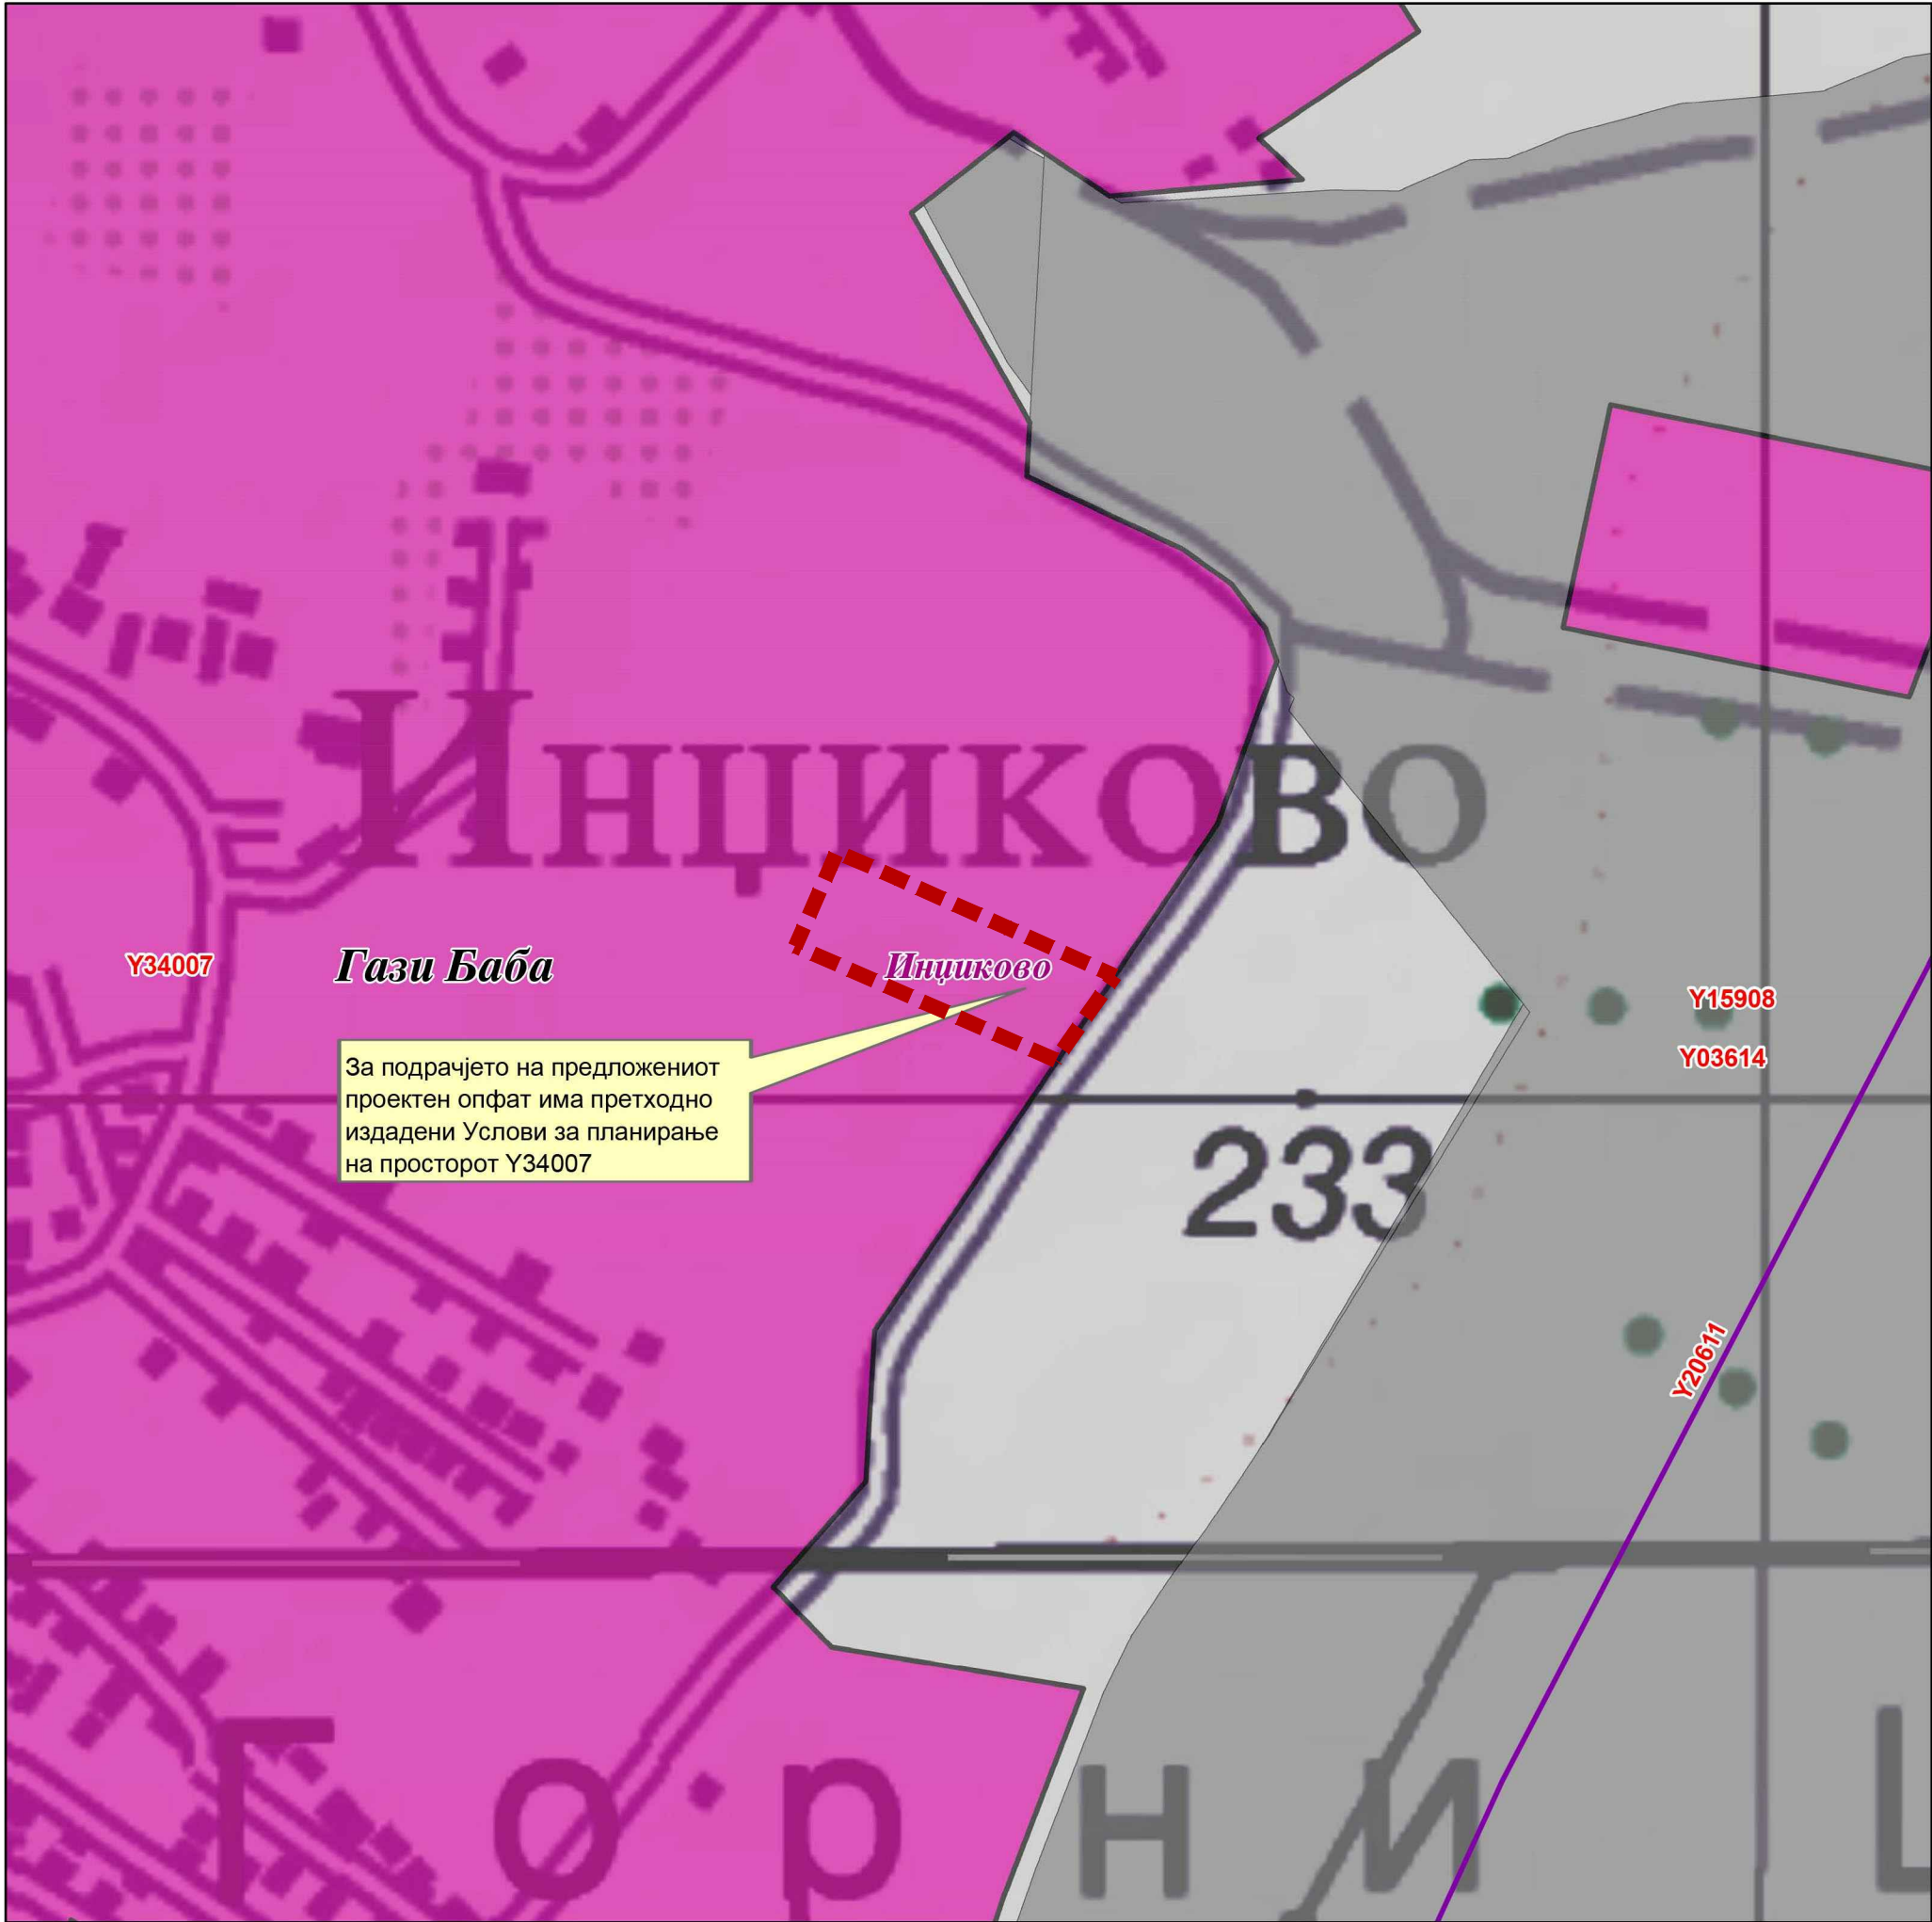 Инциково
Y34007
Гази Баба
Инциково
Y15908
Y03614
За подрачјето на предложениот
проектен опфат има претходно
издадени Услови за планирање
на просторот Y34007
233
Y20611
Г о р н и